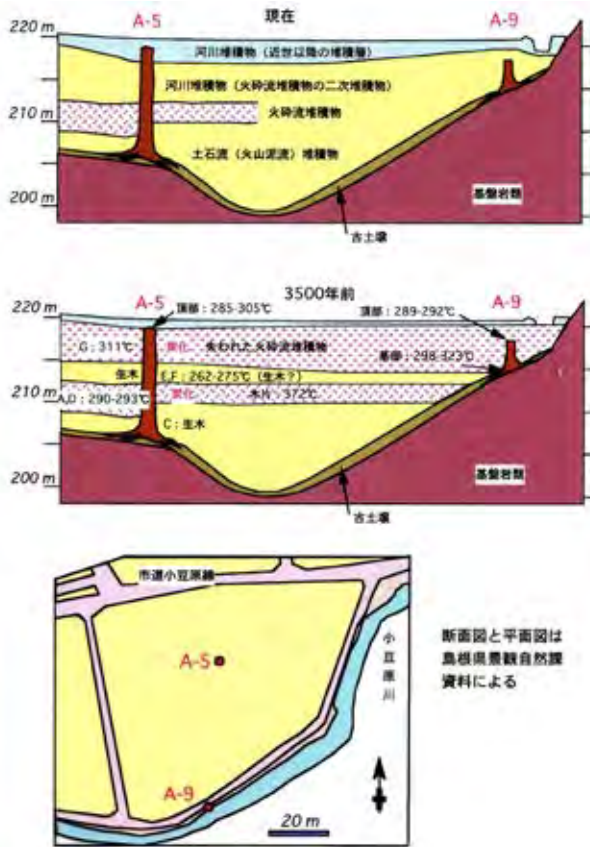 現在
A-5
A-9
220 m
210 m
200 m
河川堆積物（近世以降の堆積層）
河川堆積物（火砕流堆積物の二次堆積物）
火砕流堆積物
土石流（火山泥流）堆積物
基盤岩類
古土壌
3500年前
A-5
A-9
頂部：285-305℃
頂部：289-292℃
220 m
210 m
200 m
G：311℃
炭化
失われた火砕流堆積物
基部：298-323℃
生木
E,F：262-275℃（生木？）
A,D：290-293℃
炭化
木片：372℃
C：生木
基盤岩類
古土壌
市道小豆原線
A-5
小豆原川
A-9
20 m
断面図と平面図は
島根県景観自然課
資料による